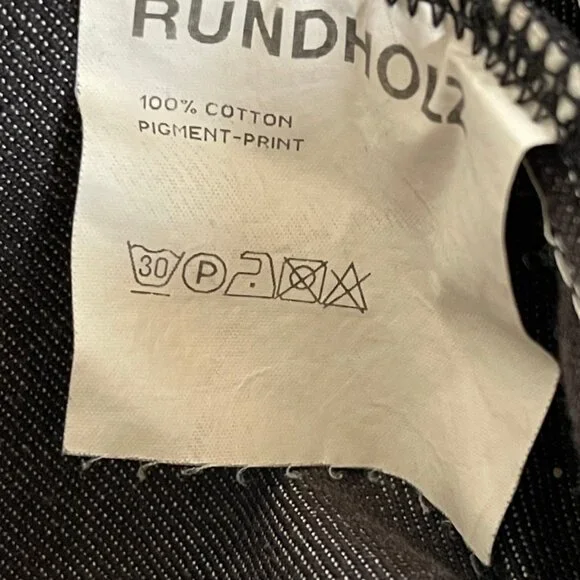 RUNDHOLZ
100% COTTON
PIGMENT-PRINT
30 P